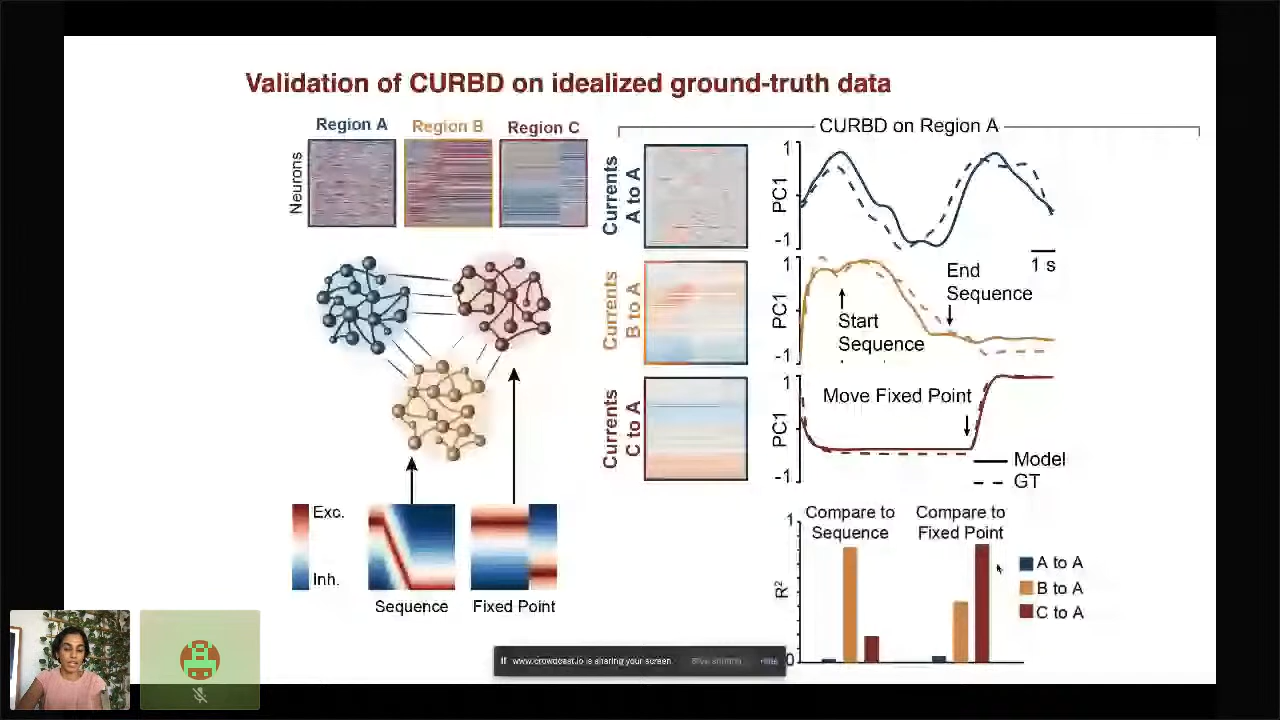 Validation of CURBD on idealized ground-truth data
Region A
Region B
Region C
Neurons
CURBD on Region A
Currents
A to A
1
PC1
-1
1 s
Currents
B to A
1
PC1
-1
Start
Sequence
End
Sequence
Currents
C to A
1
PC1
-1
Move Fixed Point
Model
GT
Exc.
Inh.
Sequence
Fixed Point
Compare to
Sequence
Compare to
Fixed Point
1
R²
0
A to A
B to A
C to A
www.crowdcast.io is sharing your screen.